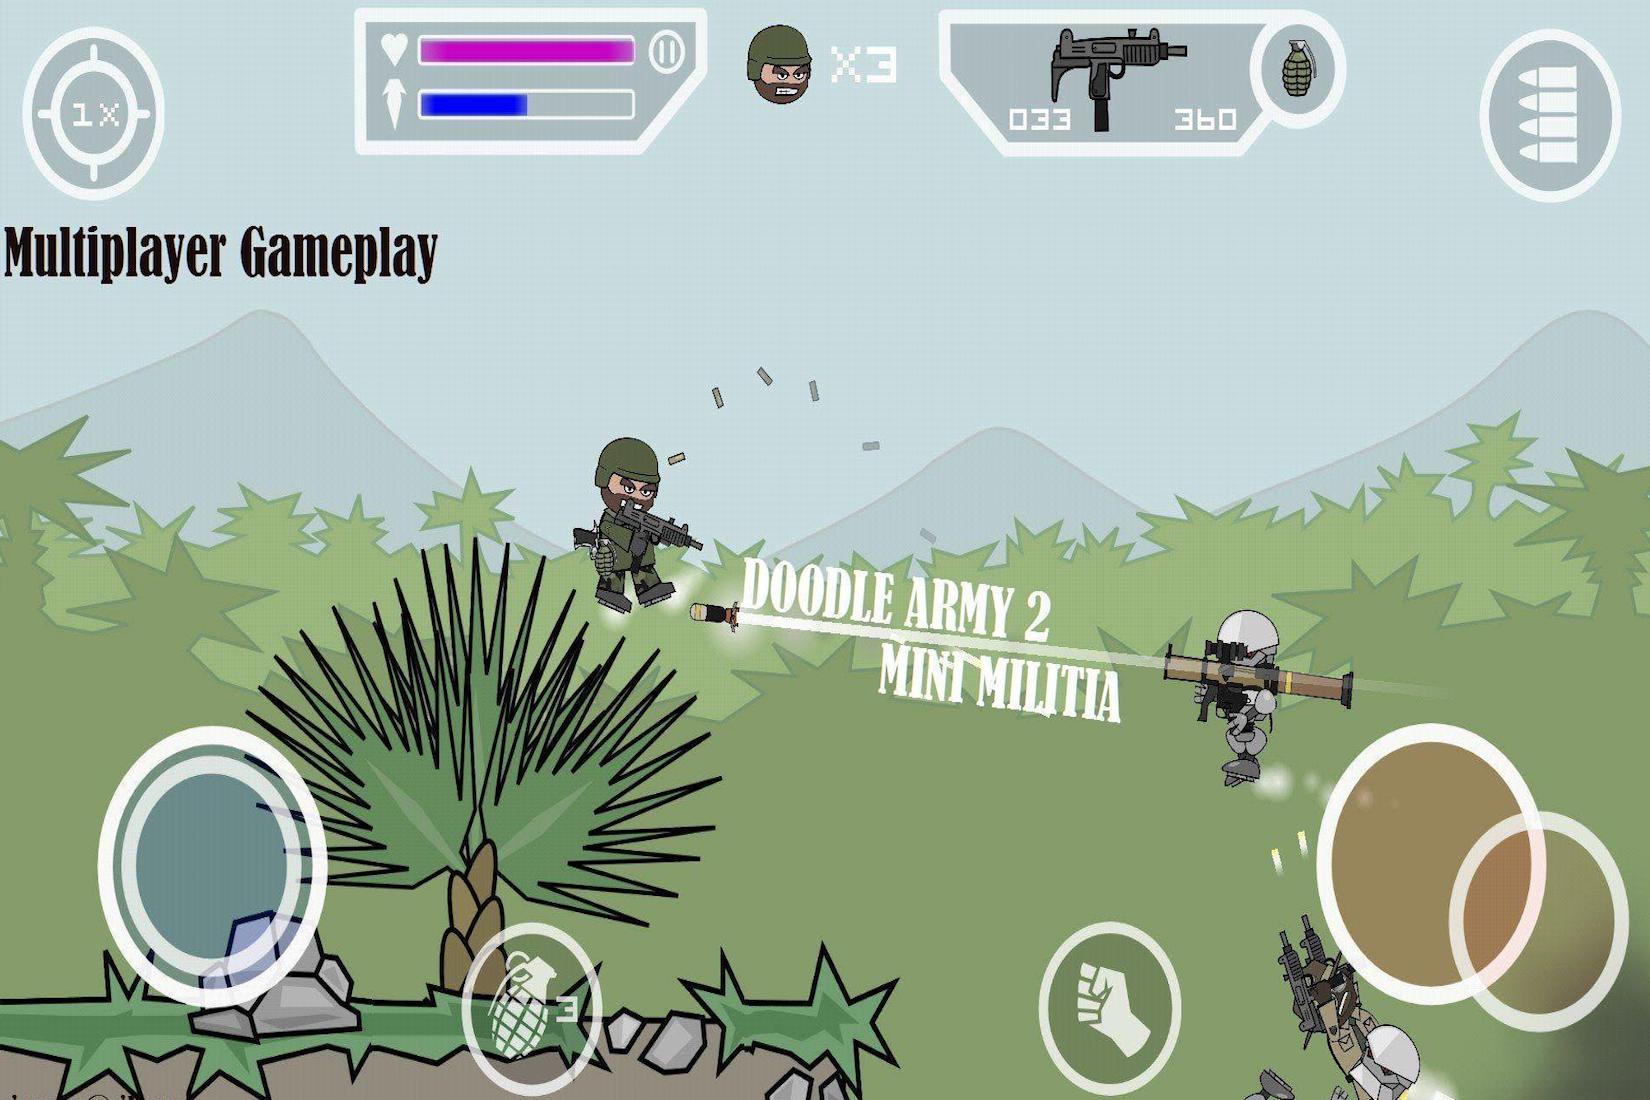 1X
X3
033 360
Multiplayer Gameplay
DOODLE ARMY 2
MINI MILITIA
3